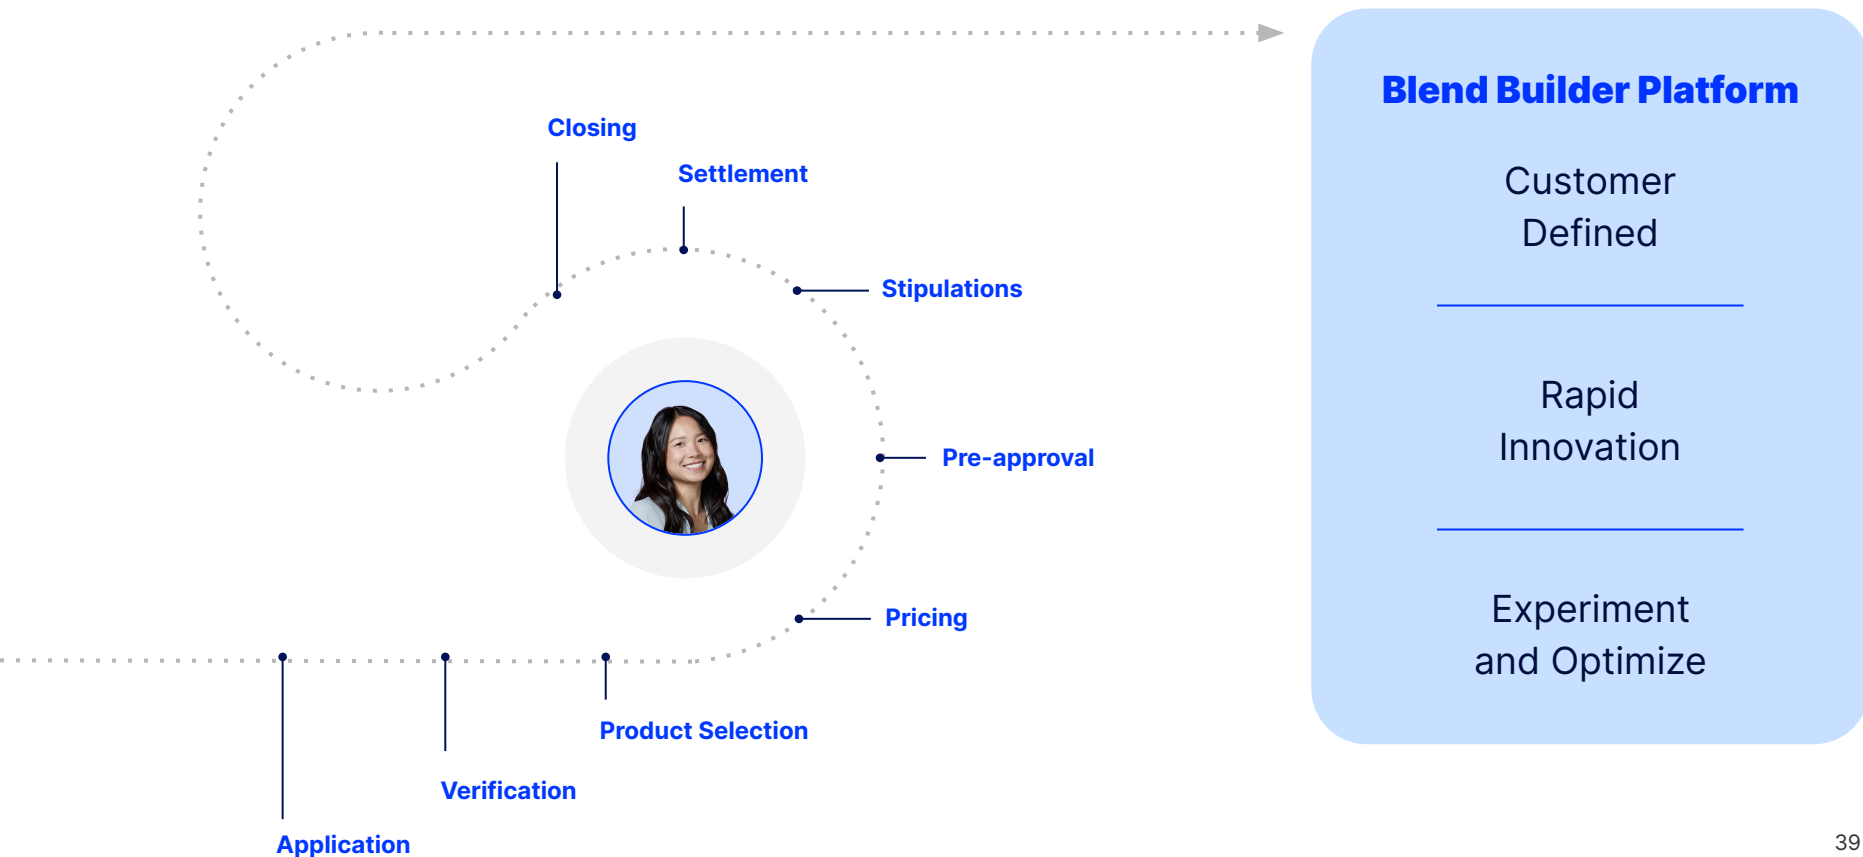 Blend Builder Platform
Customer
Defined
Rapid
Innovation
Experiment
and Optimize
Closing
Settlement
Stipulations
Pre-approval
Pricing
Product Selection
Verification
Application
39